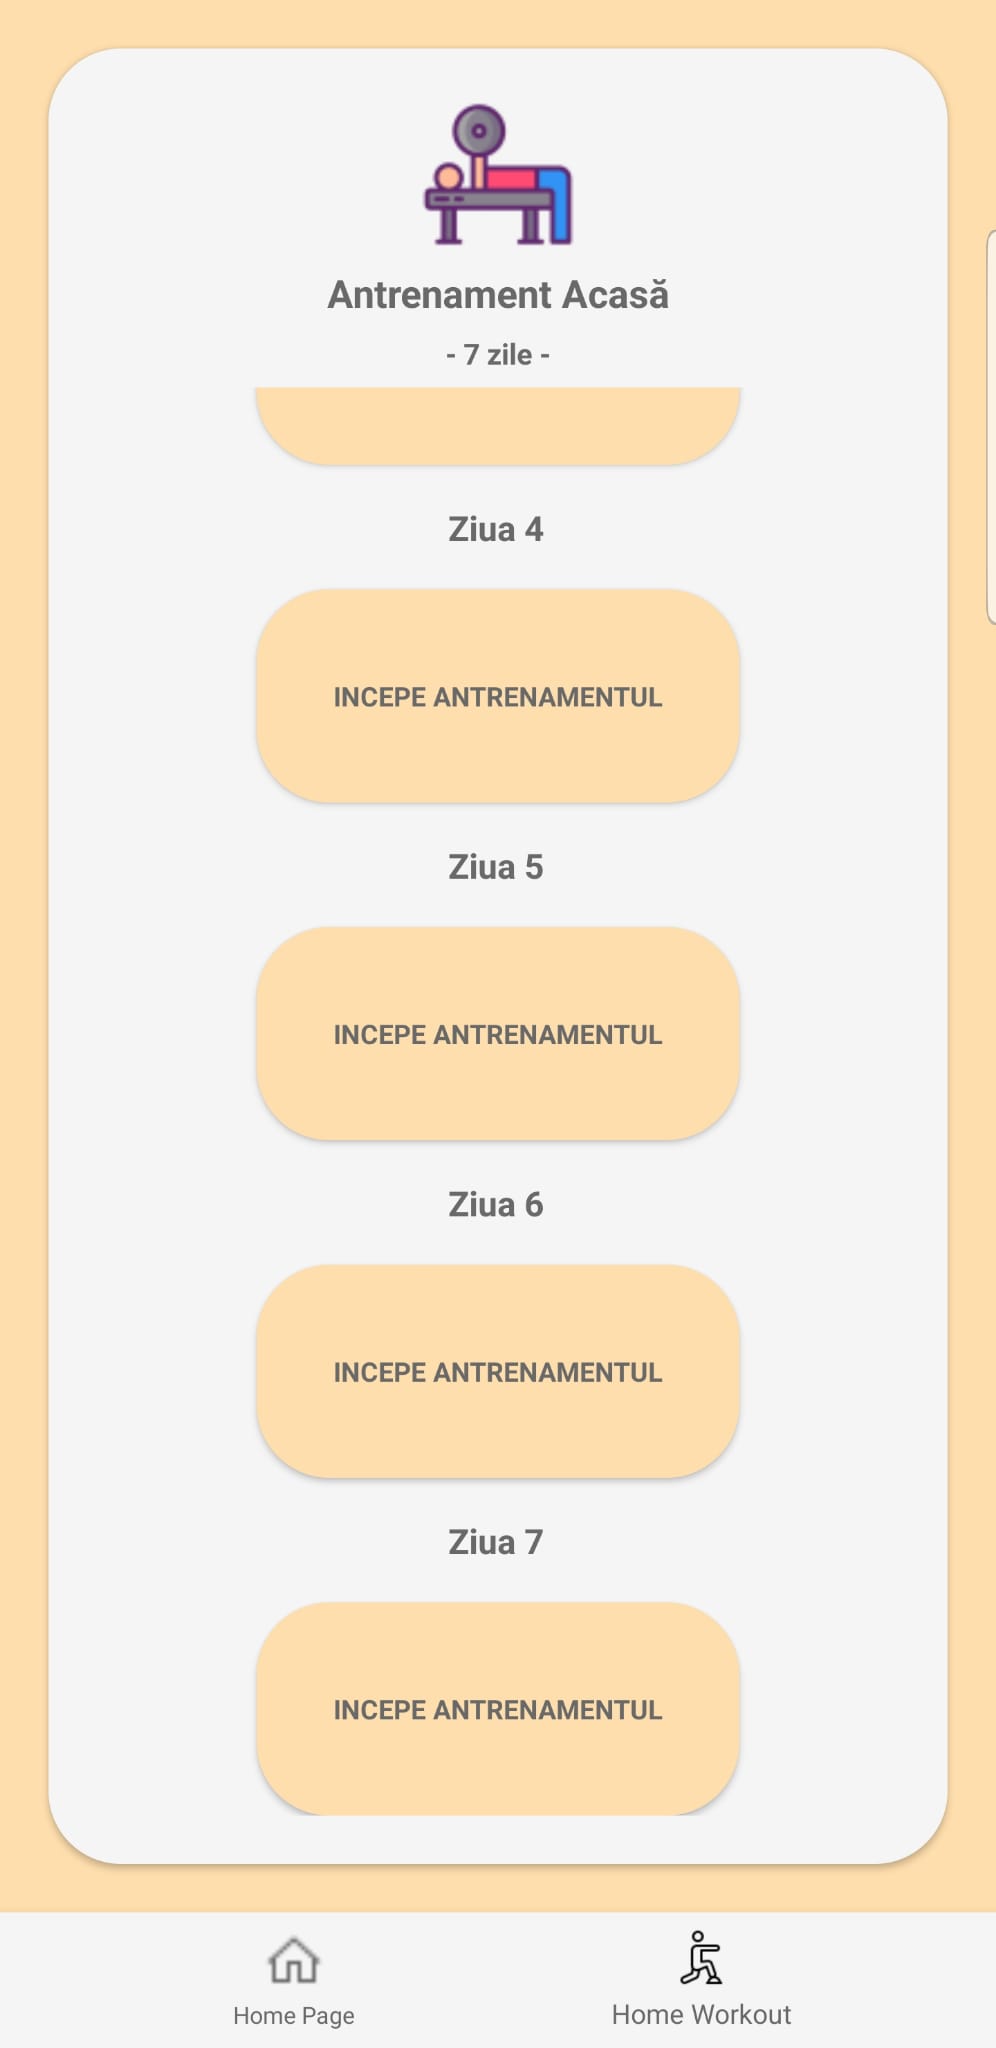 Antrenament Acasă
- 7 zile -
Ziua 4
INCEPE ANTRENAMENTUL
Ziua 5
INCEPE ANTRENAMENTUL
Ziua 6
INCEPE ANTRENAMENTUL
Ziua 7
INCEPE ANTRENAMENTUL
Home Page
Home Workout